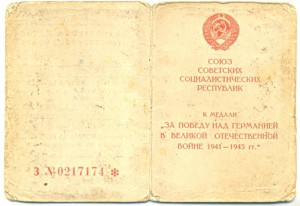 З №0217174 ✻
СОЮЗ
СОВЕТСКИХ
СОЦИАЛИСТИЧЕСКИХ
РЕСПУБЛИК
К МЕДАЛИ
„ЗА ПОБЕДУ НАД ГЕРМАНИЕЙ
В ВЕЛИКОЙ ОТЕЧЕСТВЕННОЙ
ВОЙНЕ 1941—1945 гг."